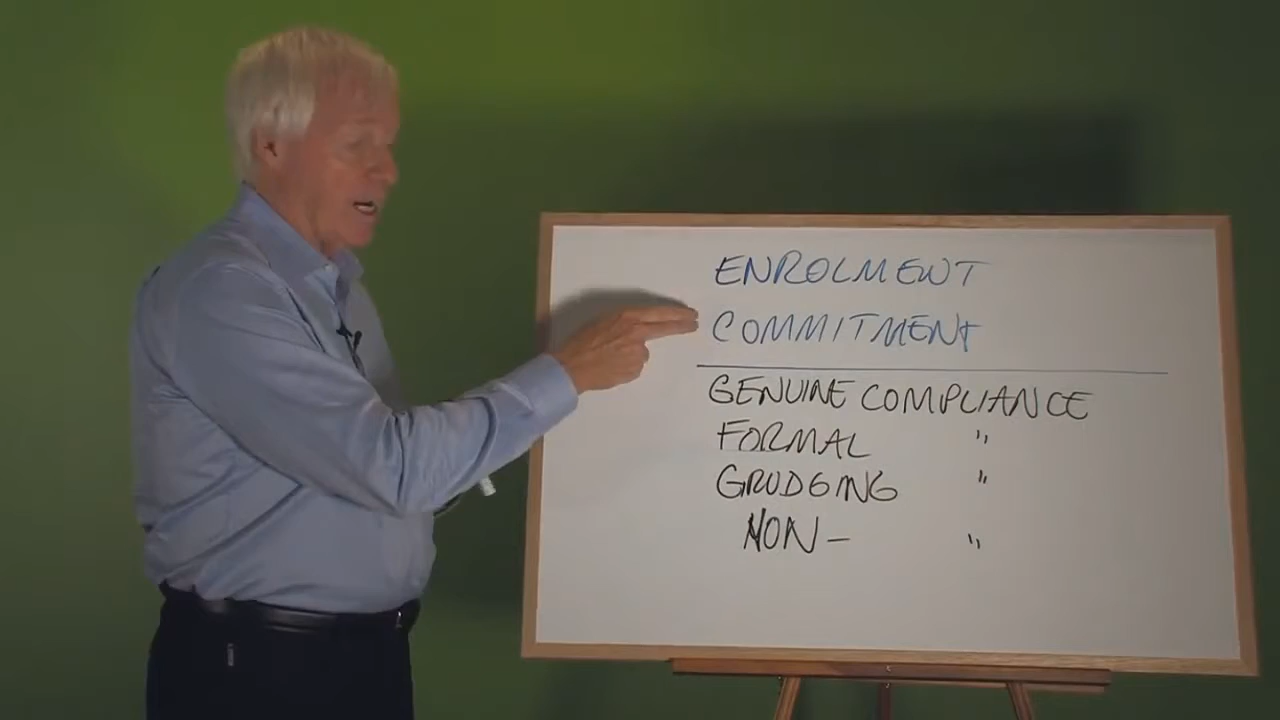 ENROLMENT
COMMITMENT
GENUINE COMPLIANCE
FORMAL "
GRUDGING "
NON- "